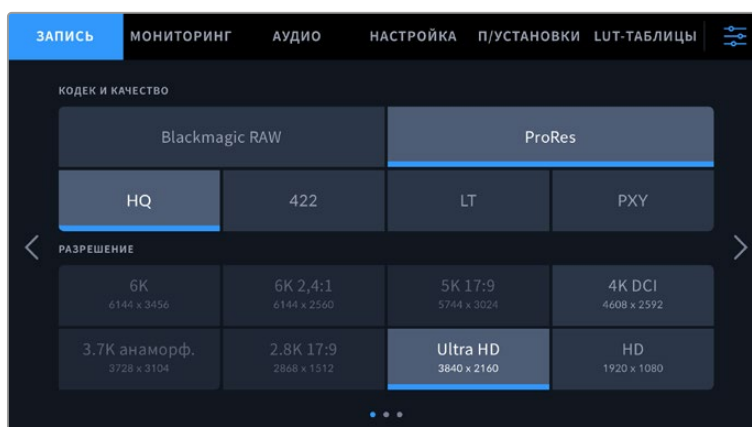 ЗАПИСЬ МОНИТОРИНГ АУДИО НАСТРОЙКА П/УСТАНОВКИ LUT-ТАБЛИЦЫ
КОДЕК И КАЧЕСТВО
Blackmagic RAW ProRes
HQ 422 LT PXY
РАЗРЕШЕНИЕ
6K 6K 2,4:1 5K 17:9 4K DCI
6144 x 3456 6144 x 2560 5744 x 3024 4608 x 2592
3.7K анаморф. 2.8K 17:9 Ultra HD HD
3728 x 3104 2868 x 1512 3840 x 2160 1920 x 1080